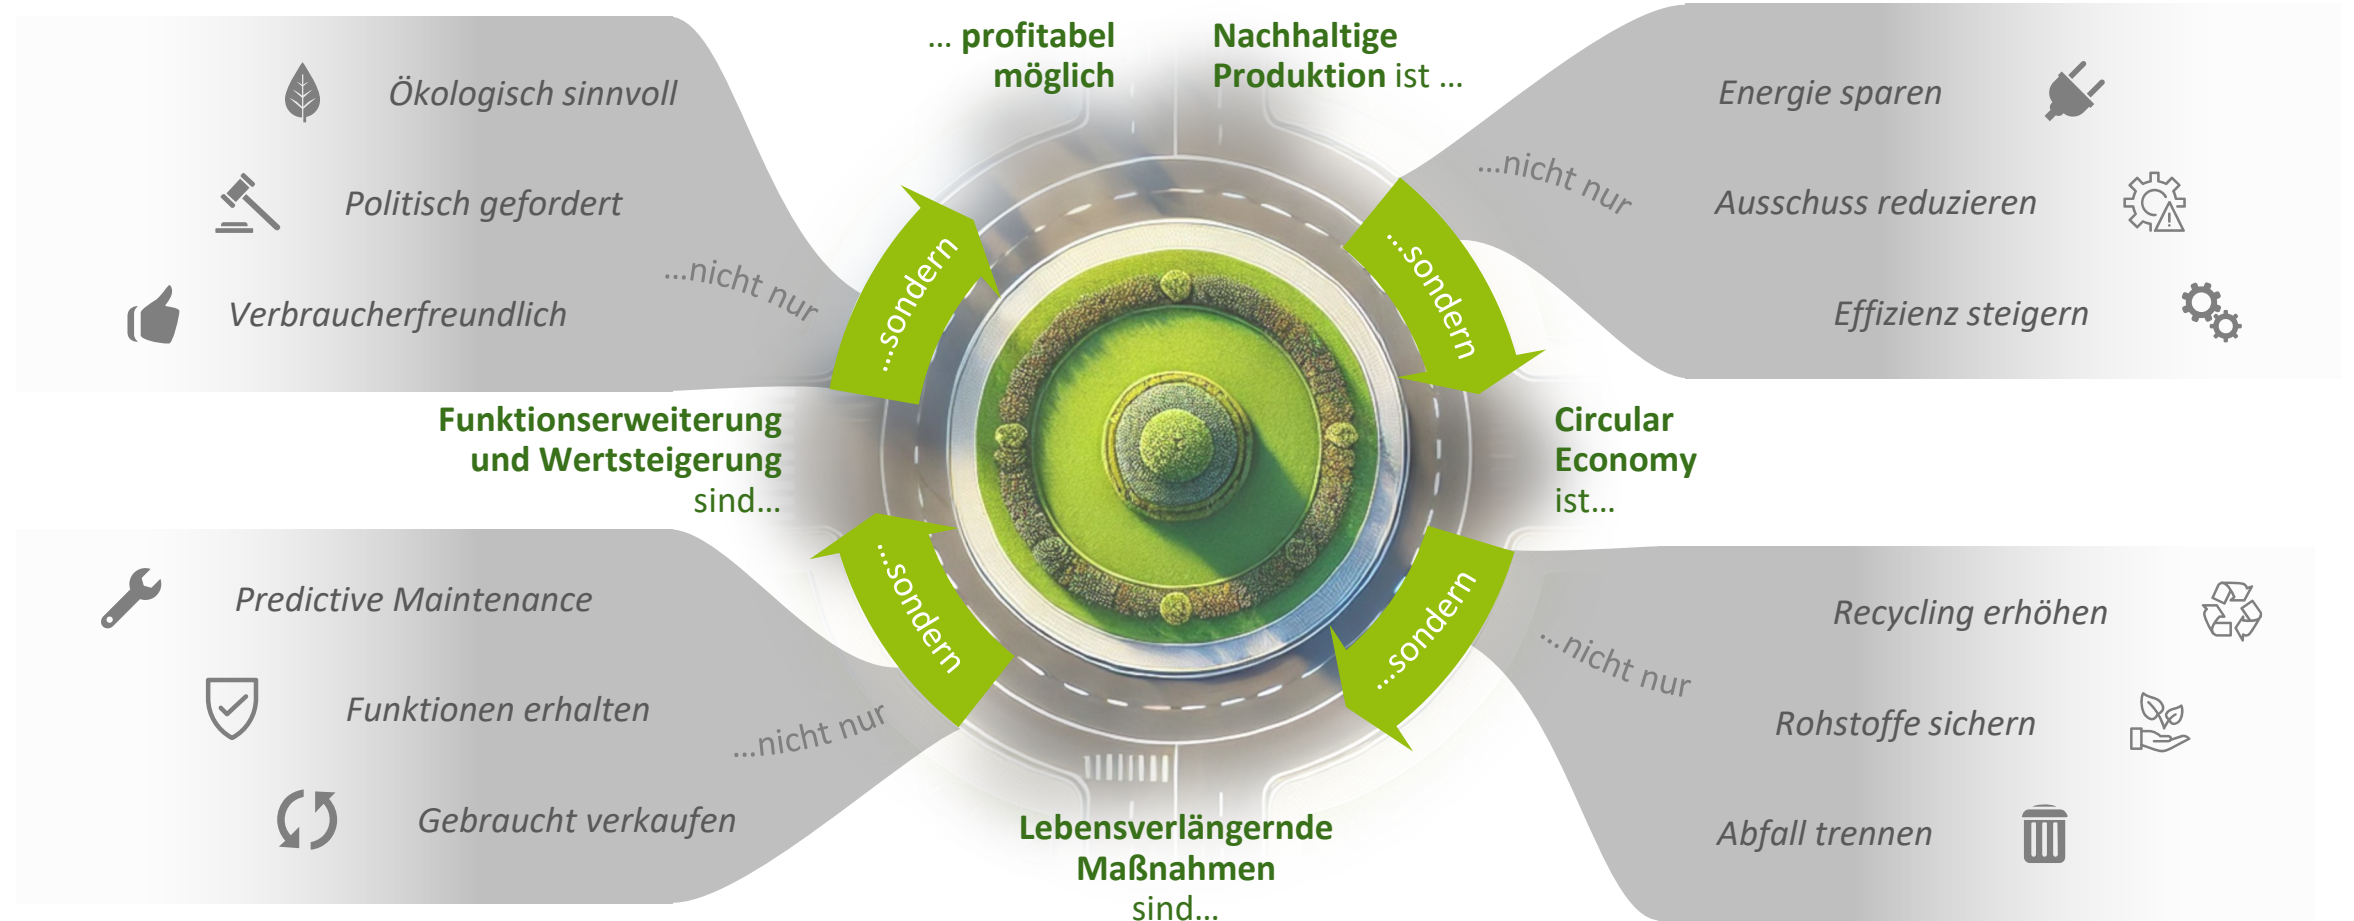 Nachhaltige
Produktion ist ...
...nicht nur
Energie sparen
Ausschuss reduzieren
Effizienz steigern
...sondern
Circular
Economy
ist...
...nicht nur
Recycling erhöhen
Rohstoffe sichern
Abfall trennen
...sondern
Lebensverlängernde
Maßnahmen
sind...
...nicht nur
Predictive Maintenance
Funktionen erhalten
Gebraucht verkaufen
...sondern
Funktionserweiterung
und Wertsteigerung
sind...
...nicht nur
Ökologisch sinnvoll
Politisch gefordert
Verbraucherfreundlich
...sondern
... profitabel
möglich